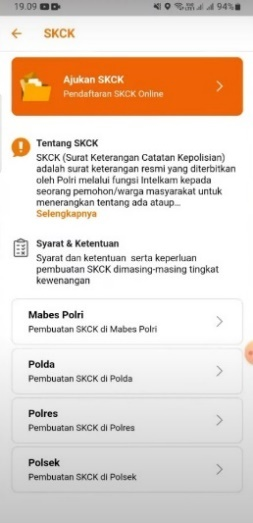 19.09
94%
SKCK
Ajukan SKCK
Pendaftaran SKCK Online
Tentang SKCK
SKCK (Surat Keterangan Catatan Kepolisian)
adalah surat keterangan resmi yang diterbitkan
oleh Polri melalui fungsi Intelkam kepada
seorang pemohon/warga masyarakat untuk
menerangkan tentang ada ataup...
Selengkapnya
Syarat & Ketentuan
Syarat dan ketentuan serta keperluan
pembuatan SKCK dimasing-masing tingkat
kewenangan
Mabes Polri
Pembuatan SKCK di Mabes Polri
Polda
Pembuatan SKCK di Polda
Polres
Pembuatan SKCK di Polres
Polsek
Pembuatan SKCK di Polsek